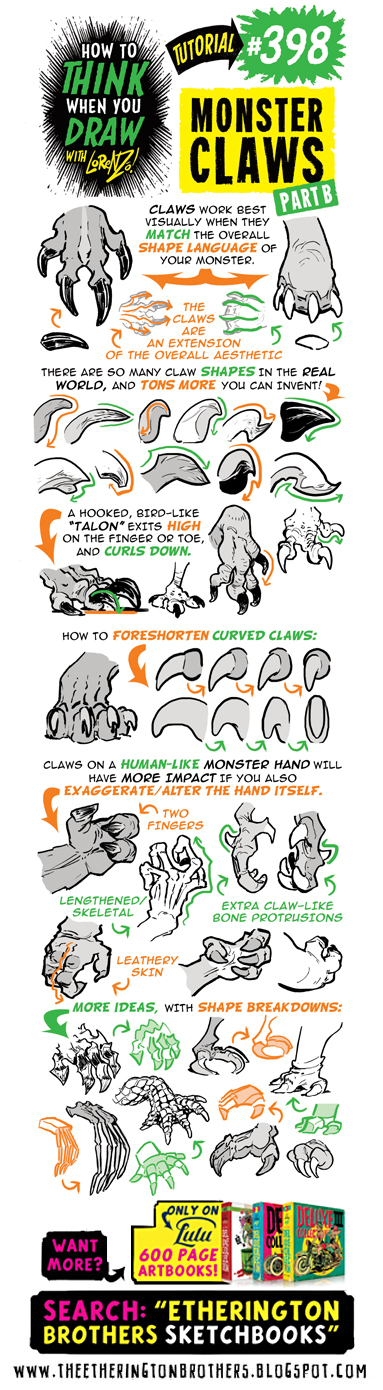 HOW TO
THINK
WHEN YOU
DRAW
WITH LORENZO!
TUTORIAL
#398
MONSTER
CLAWS
PART B
CLAWS WORK BEST
VISUALLY WHEN THEY
MATCH THE OVERALL
SHAPE LANGUAGE OF
YOUR MONSTER.
THE
CLAWS
ARE
AN EXTENSION
OF THE OVERALL AESTHETIC
THERE ARE SO MANY CLAW SHAPES IN THE REAL
WORLD, AND TONS MORE YOU CAN INVENT!
A HOOKED, BIRD-LIKE
"TALON" EXITS HIGH
ON THE FINGER OR TOE,
AND CURLS DOWN.
HOW TO FORESHORTEN CURVED CLAWS:
CLAWS ON A HUMAN-LIKE MONSTER HAND WILL
HAVE MORE IMPACT IF YOU ALSO
EXAGGERATE/ALTER THE HAND ITSELF.
TWO
FINGERS
LENGTHENED/
SKELETAL
EXTRA CLAW-LIKE
BONE PROTRUSIONS
LEATHERY
SKIN
MORE IDEAS, WITH SHAPE BREAKDOWNS:
WANT
MORE?
ONLY ON
Lulu
600 PAGE
ARTBOOKS!
SEARCH: "ETHERINGTON
BROTHERS SKETCHBOOKS"
WWW.THEETHERINGTONBROTHERS.BLOGSPOT.COM